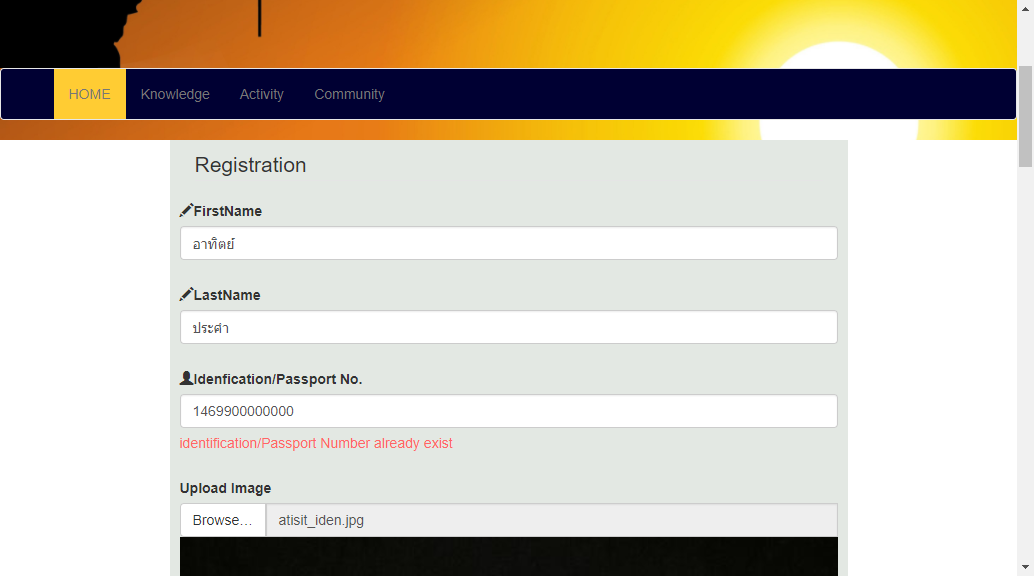 HOME Knowledge Activity Community
Registration
FirstName
อาทิตย์
LastName
ประคำ
Idenfication/Passport No.
1469900000000
identification/Passport Number already exist
Upload Image
Browse... atisit_iden.jpg